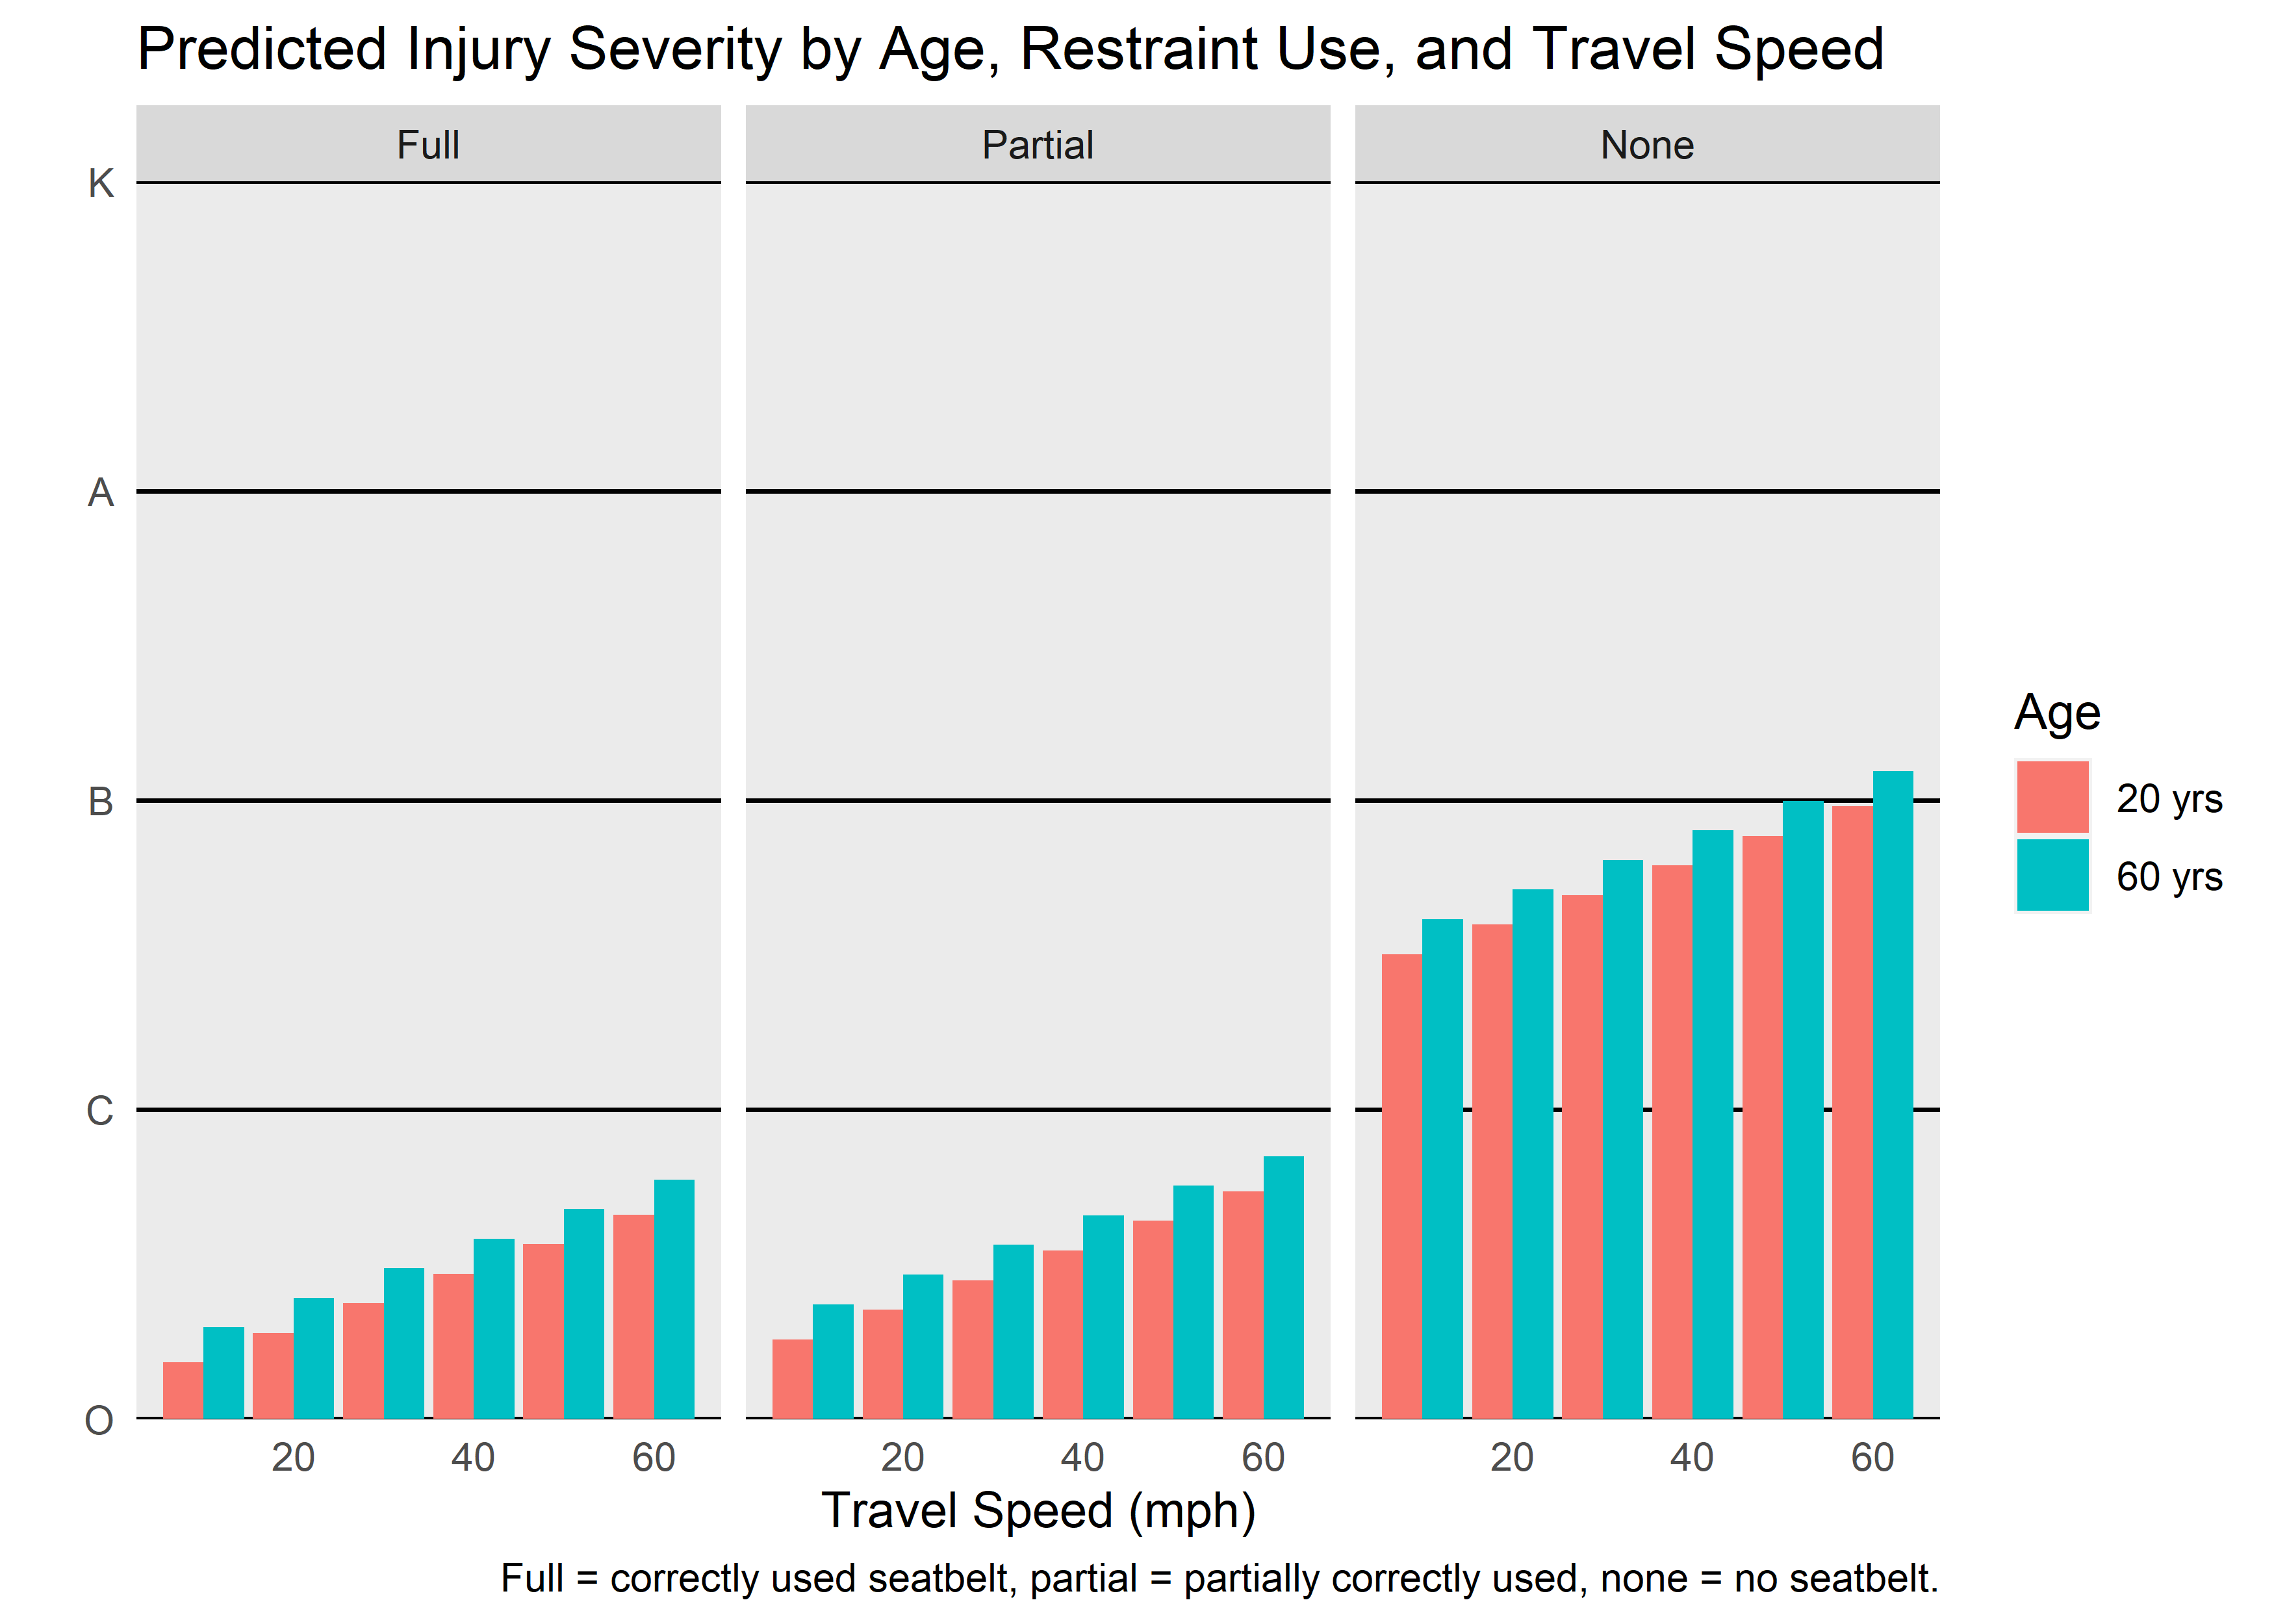 Predicted Injury Severity by Age, Restraint Use, and Travel Speed
Full
Partial
None
K
A
B
C
O
Age
20 yrs
60 yrs
20 40 60
20 40 60
20 40 60
Travel Speed (mph)
Full = correctly used seatbelt, partial = partially correctly used, none = no seatbelt.